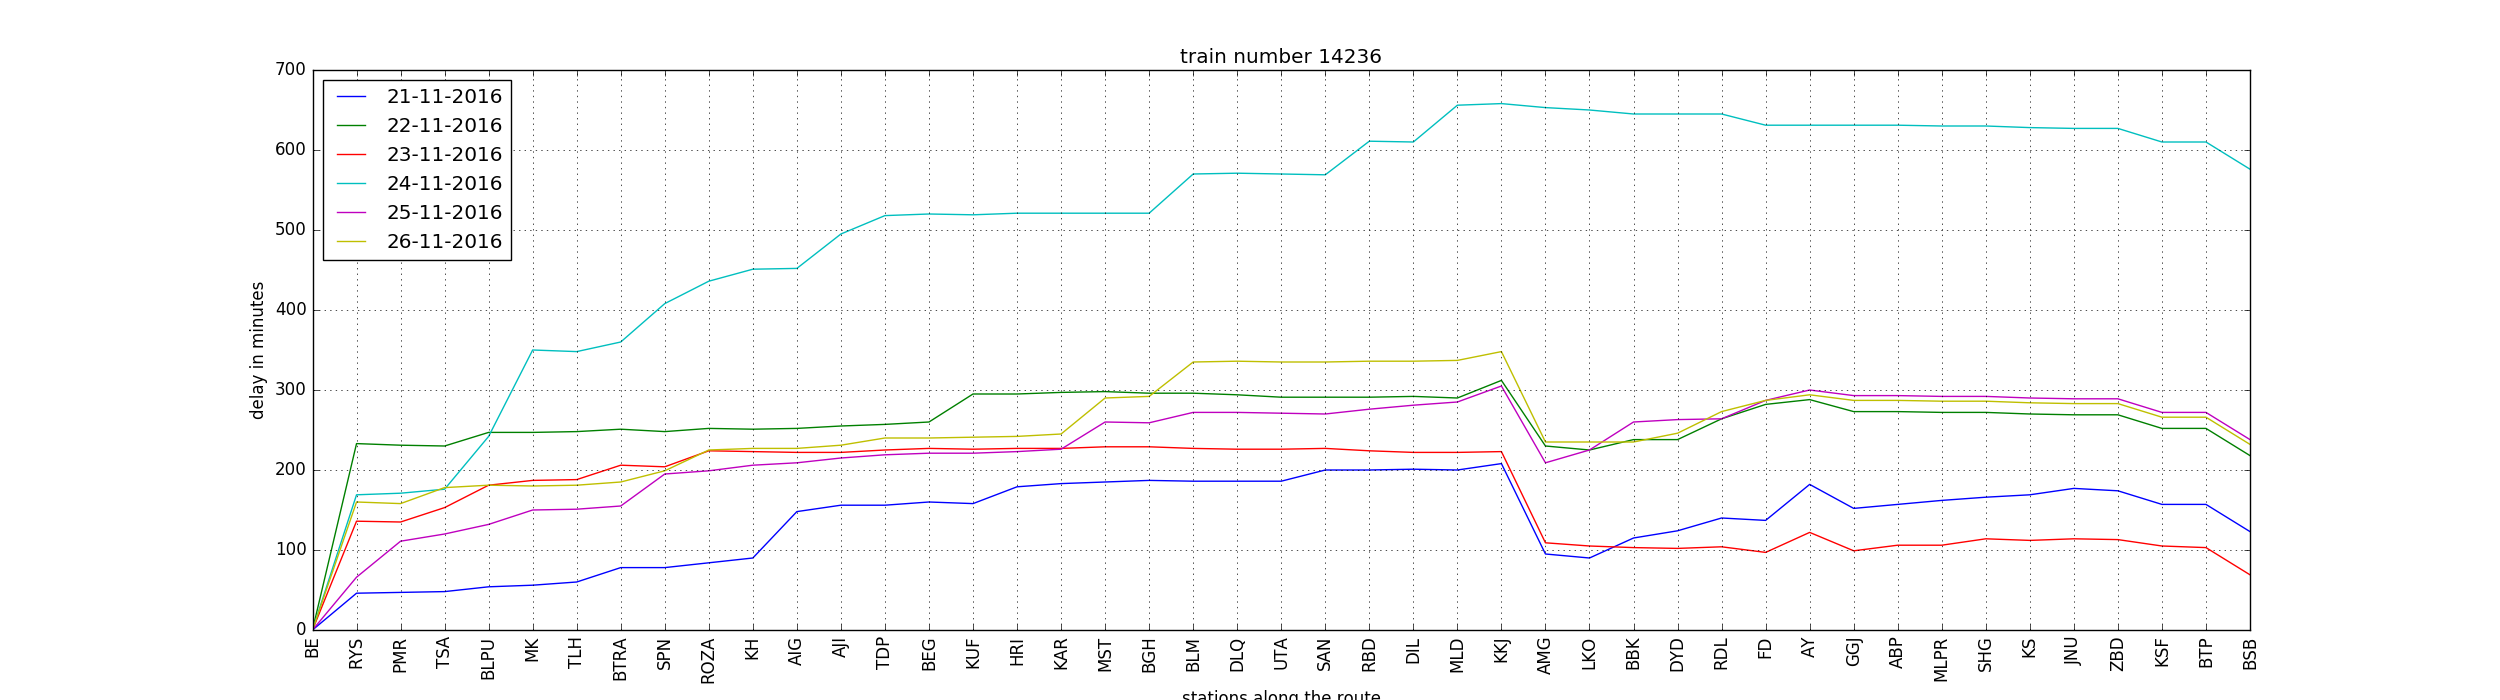 train number 14236
700
600
500
400
300
200
100
0
delay in minutes
21-11-2016
22-11-2016
23-11-2016
24-11-2016
25-11-2016
26-11-2016
BE
RYS
PMR
TSA
BLPU
MK
TLH
BTRA
SPN
ROZA
KH
AIG
AJI
TDP
BEG
KUF
HRI
KAR
MST
BGH
BLM
DLQ
UTA
SAN
RBD
DIL
MLD
KKJ
AMG
LKO
BBK
DYD
RDL
FD
AY
GGJ
ABP
MLPR
SHG
KS
JNU
ZBD
KSF
BTP
BSB
stations along the route